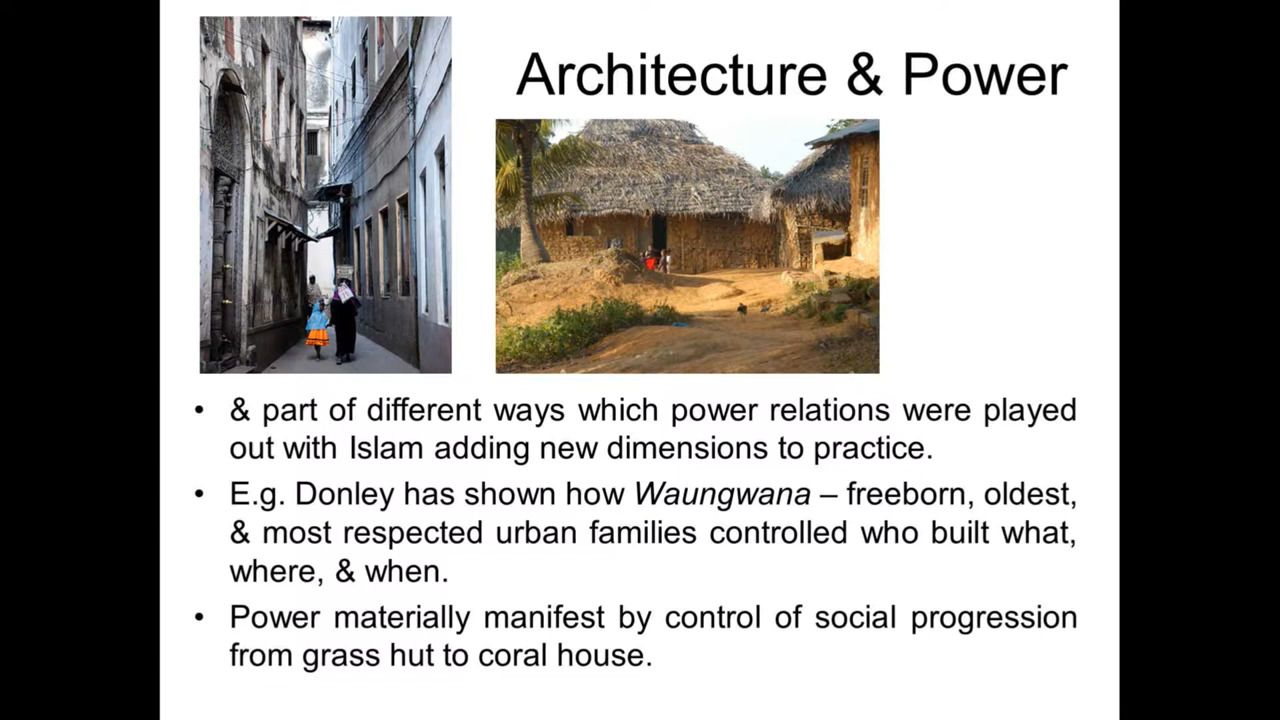 Architecture & Power
• & part of different ways which power relations were played
out with Islam adding new dimensions to practice.
• E.g. Donley has shown how Waungwana – freeborn, oldest,
& most respected urban families controlled who built what,
where, & when.
• Power materially manifest by control of social progression
from grass hut to coral house.